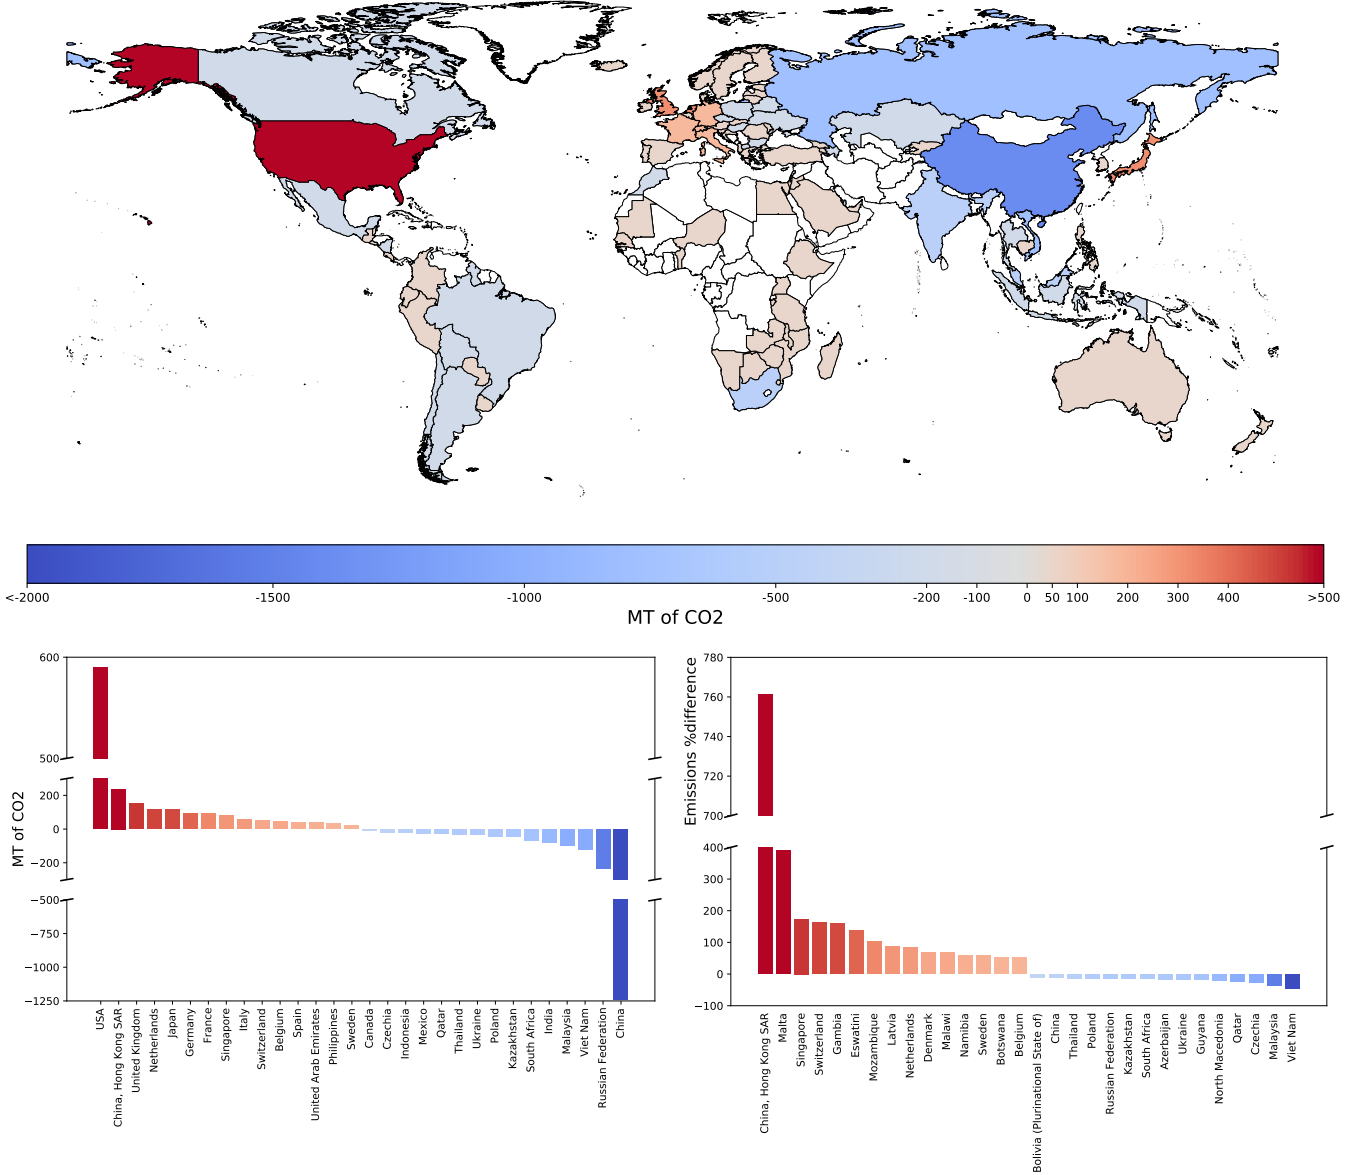 <-2000 -1500 -1000 -500 -200 -100 0 50 100 200 300 400 >500
MT of CO2
MT of CO2
600
500
200
0
−200
−500
−750
−1000
−1250
USA
China, Hong Kong SAR
United Kingdom
Netherlands
Japan
Germany
France
Singapore
Italy
Switzerland
Belgium
Spain
United Arab Emirates
Philippines
Sweden
Canada
Czechia
Indonesia
Mexico
Qatar
Thailand
Ukraine
Poland
Kazakhstan
South Africa
India
Malaysia
Viet Nam
Russian Federation
China
Emissions %difference
780
760
740
720
700
400
300
200
100
0
−100
China, Hong Kong SAR
Malta
Singapore
Switzerland
Gambia
Eswatini
Mozambique
Latvia
Netherlands
Denmark
Malawi
Namibia
Sweden
Botswana
Belgium
Bolivia (Plurinational State of)
China
Thailand
Poland
Russian Federation
Kazakhstan
South Africa
Azerbaijan
Ukraine
Guyana
North Macedonia
Qatar
Czechia
Malaysia
Viet Nam